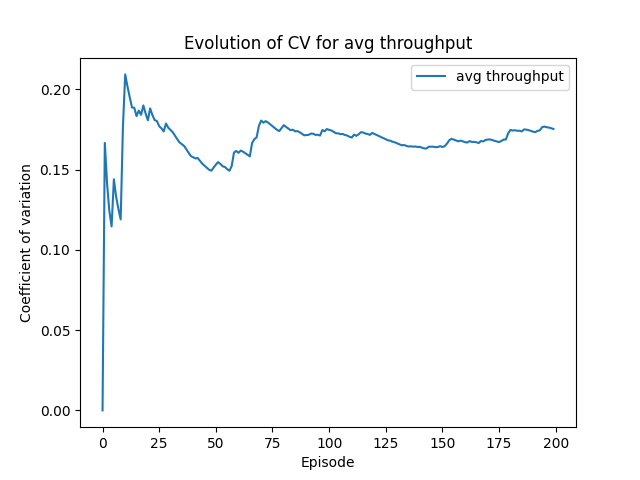 Evolution of CV for avg throughput
avg throughput
Coefficient of variation
0.20
0.15
0.10
0.05
0.00
0 25 50 75 100 125 150 175 200
Episode